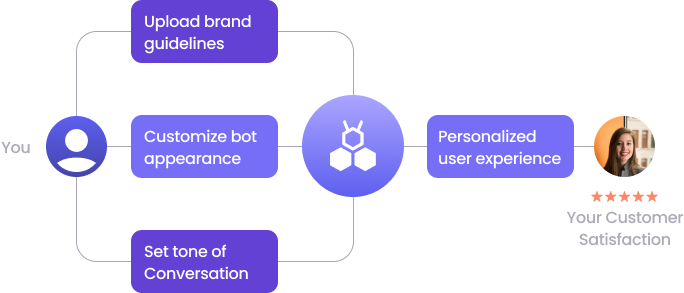 Upload brand
guidelines
You
Customize bot
appearance
Personalized
user experience
Set tone of
Conversation
Your Customer
Satisfaction